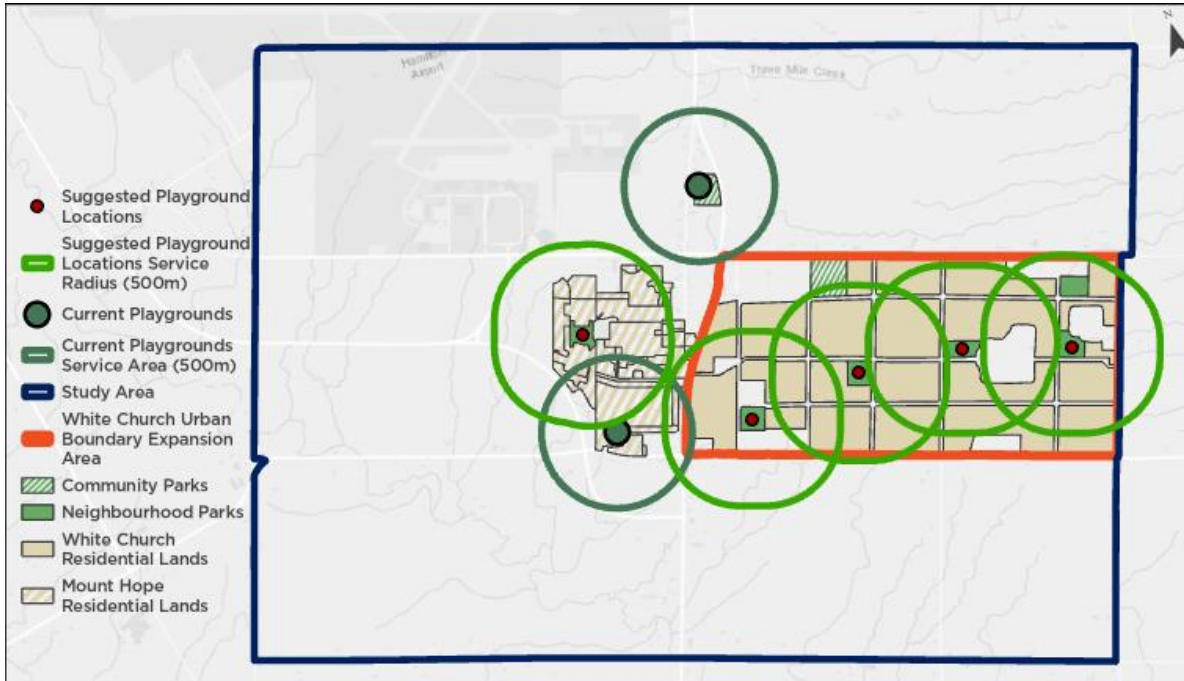 N
Hamilton
Airport
Three Mile Creek
Suggested Playground
Locations
Suggested Playground
Locations Service
Radius (500m)
Current Playgrounds
Current Playgrounds
Service Area (500m)
Study Area
White Church Urban
Boundary Expansion
Area
Community Parks
Neighbourhood Parks
White Church
Residential Lands
Mount Hope
Residential Lands